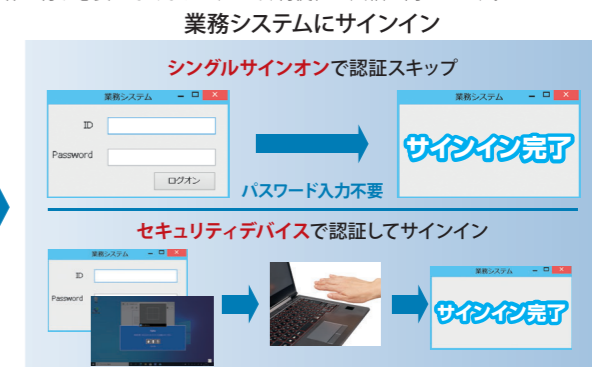 業務システムにサインイン
シングルサインオンで認証スキップ
業務システム
ID
Password
ログオン
パスワード入力不要
業務システム
サインイン完了
セキュリティデバイスで認証してサインイン
業務システム
ID
Password
業務システム
サインイン完了